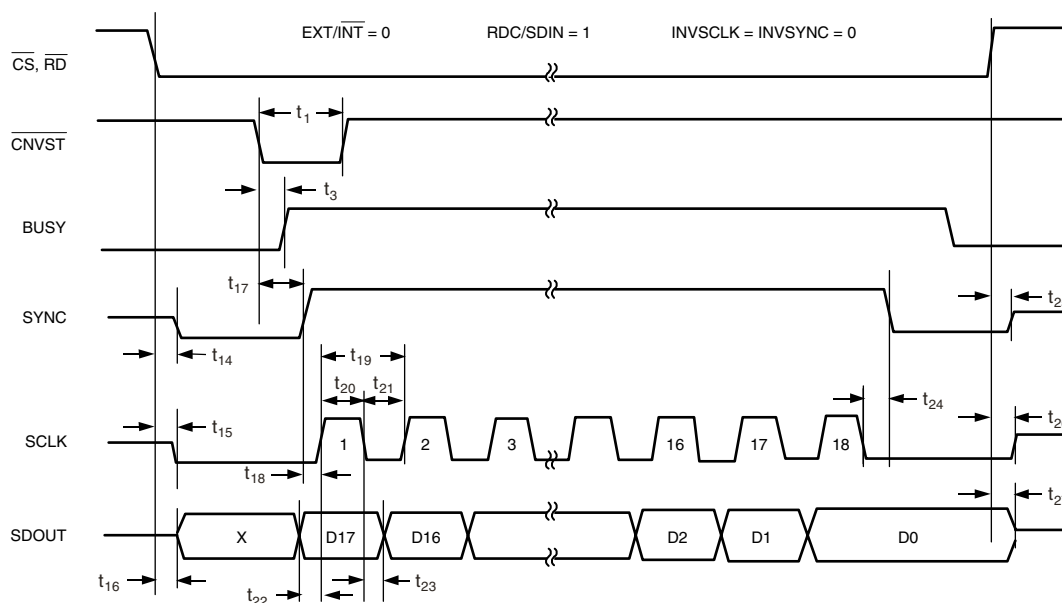 EXT/INT = 0 RDC/SDIN = 1 INVSCLK = INVSYNC = 0
CS, RD
t1
CNVST
t3
BUSY
t17
SYNC
t14
t19
t20 t21
t24
SCLK
t15
1 2 3 16 17 18
t18
SDOUT
X D17 D16 D2 D1 D0
t16
t22
t23